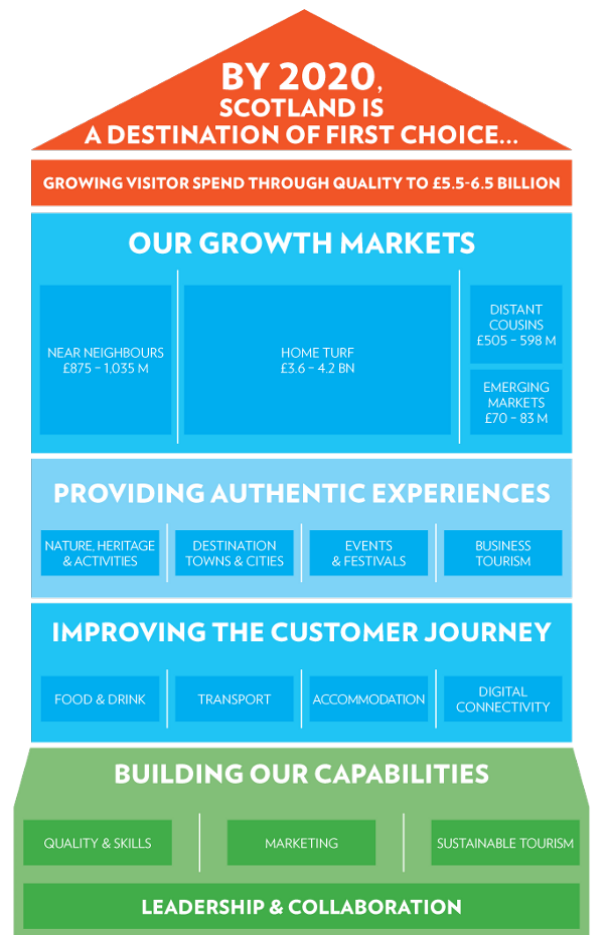 BY 2020,
SCOTLAND IS
A DESTINATION OF FIRST CHOICE...
GROWING VISITOR SPEND THROUGH QUALITY TO £5.5-6.5 BILLION
OUR GROWTH MARKETS
NEAR NEIGHBOURS
£875 – 1,035 M
HOME TURF
£3.6 – 4.2 BN
DISTANT
COUSINS
£505 – 598 M
EMERGING
MARKETS
£70 – 83 M
PROVIDING AUTHENTIC EXPERIENCES
NATURE, HERITAGE
& ACTIVITIES
DESTINATION
TOWNS & CITIES
EVENTS
& FESTIVALS
BUSINESS
TOURISM
IMPROVING THE CUSTOMER JOURNEY
FOOD & DRINK
TRANSPORT
ACCOMMODATION
DIGITAL
CONNECTIVITY
BUILDING OUR CAPABILITIES
QUALITY & SKILLS
MARKETING
SUSTAINABLE TOURISM
LEADERSHIP & COLLABORATION